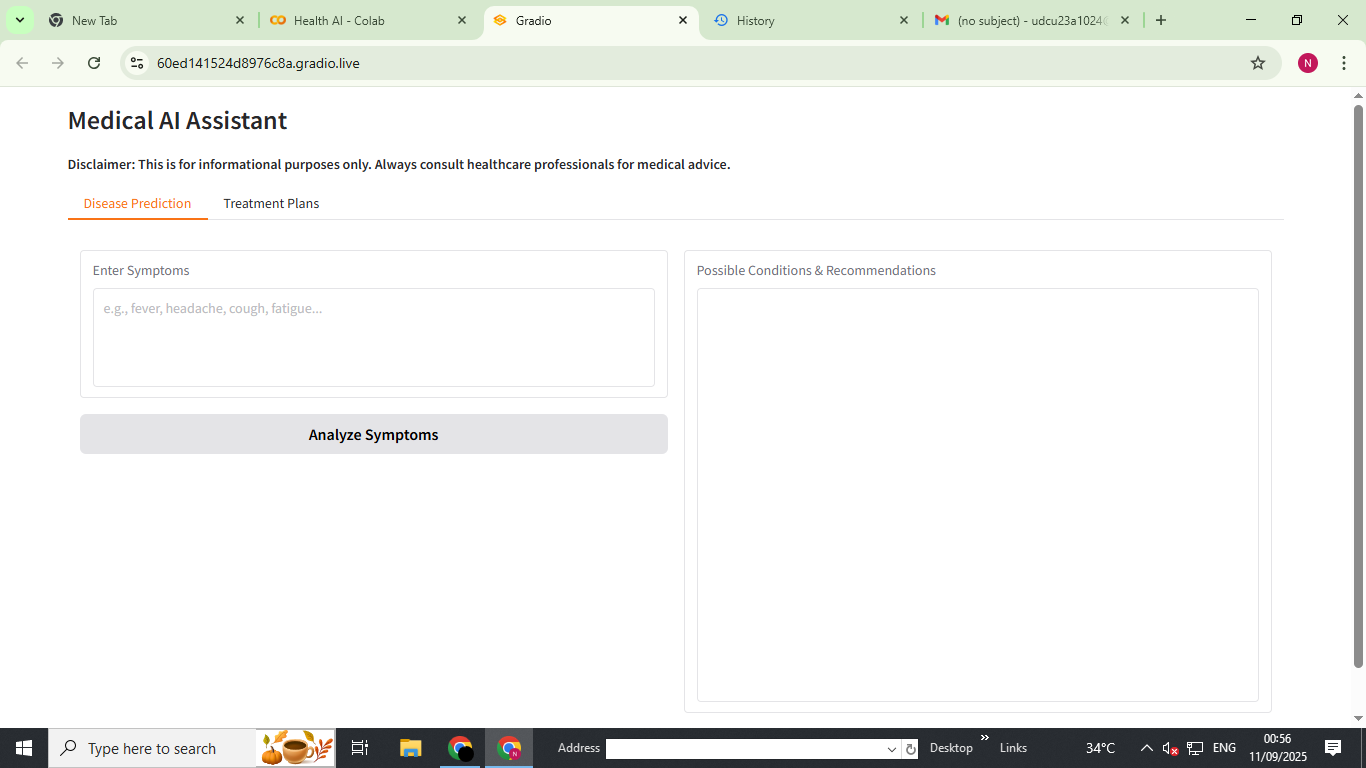 New Tab
Health AI - Colab
Gradio
History
(no subject) - udcu23a1024
60ed141524d8976c8a.gradio.live
N
Medical AI Assistant
Disclaimer: This is for informational purposes only. Always consult healthcare professionals for medical advice.
Disease Prediction
Treatment Plans
Enter Symptoms
e.g., fever, headache, cough, fatigue...
Analyze Symptoms
Possible Conditions & Recommendations
Type here to search
N
Address
Desktop
Links
34°C
ENG
00:56
11/09/2025